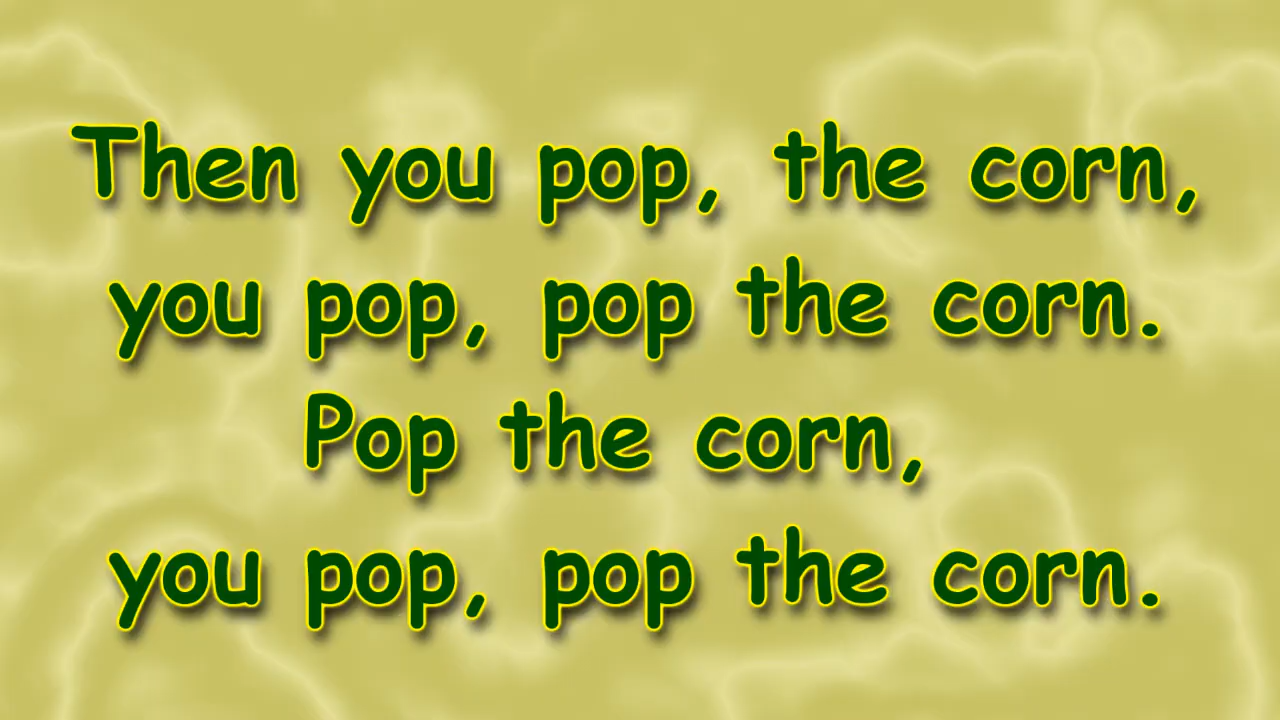 Then you pop, the corn,
you pop, pop the corn.
Pop the corn,
you pop, pop the corn.